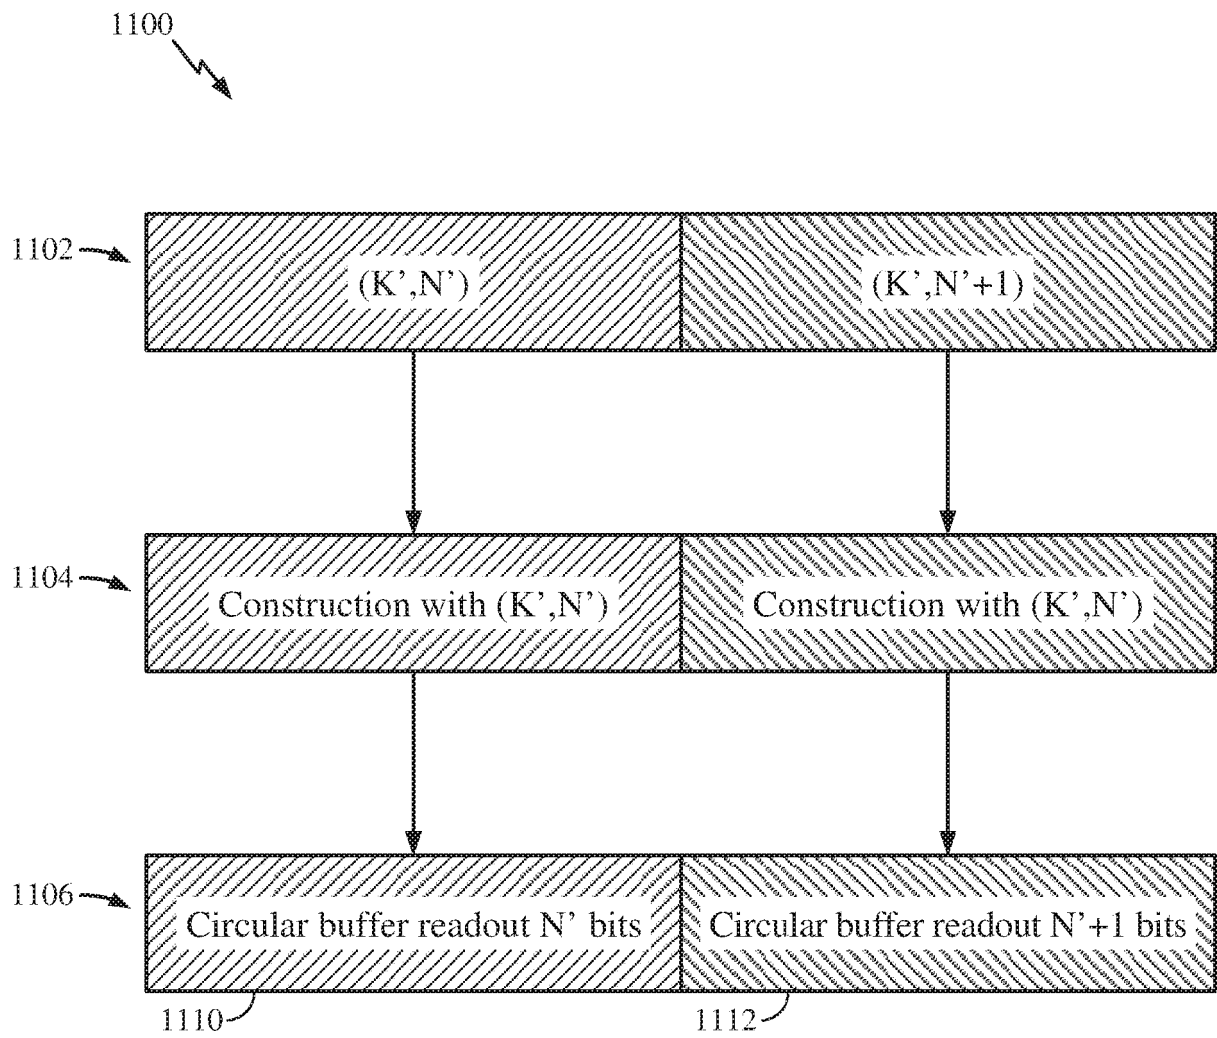 1100
1102
(K’,N’)
(K’,N’+1)
1104
Construction with (K’,N’)
Construction with (K’,N’)
1106
Circular buffer readout N’ bits
Circular buffer readout N’+1 bits
1110
1112